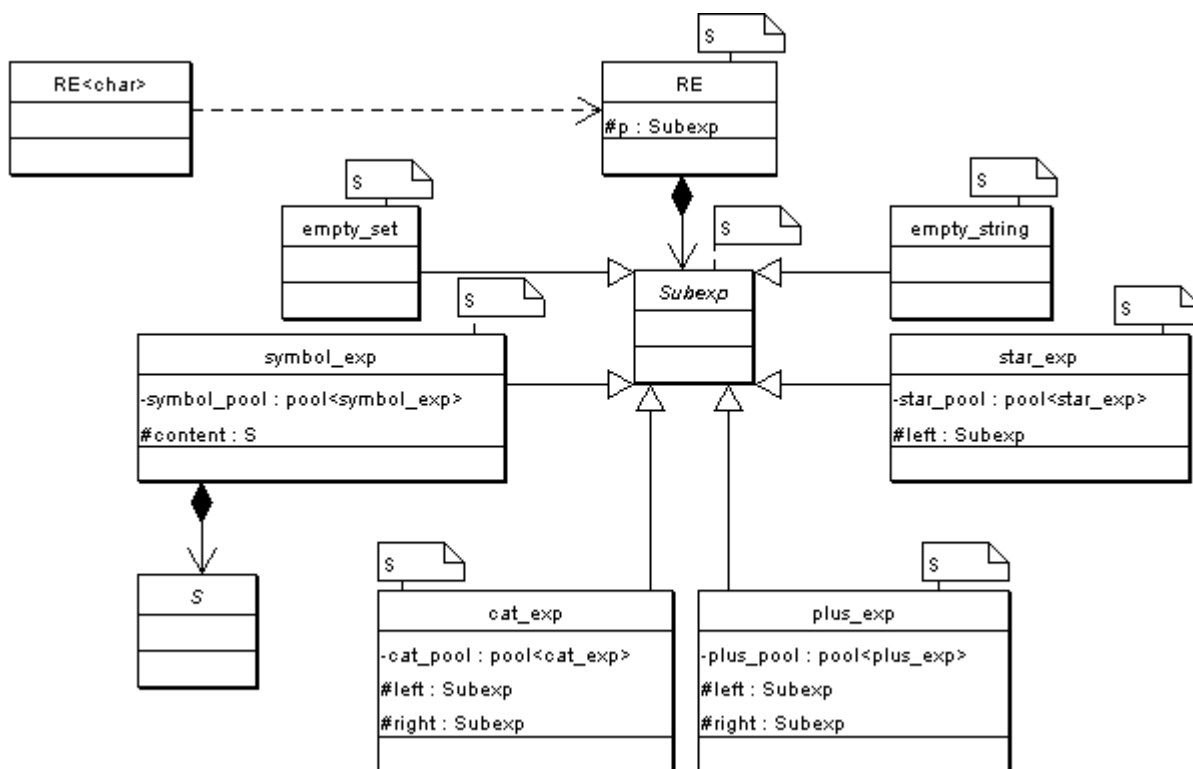 S
RE<char>
RE
#p : Subexp
S
empty_set
S
S
empty_string
Subexp
S
symbol_exp
-symbol_pool : pool<symbol_exp>
#content : S
S
star_exp
-star_pool : pool<star_exp>
#left : Subexp
S
S
cat_exp
-cat_pool : pool<cat_exp>
#left : Subexp
#right : Subexp
S
plus_exp
-plus_pool : pool<plus_exp>
#left : Subexp
#right : Subexp